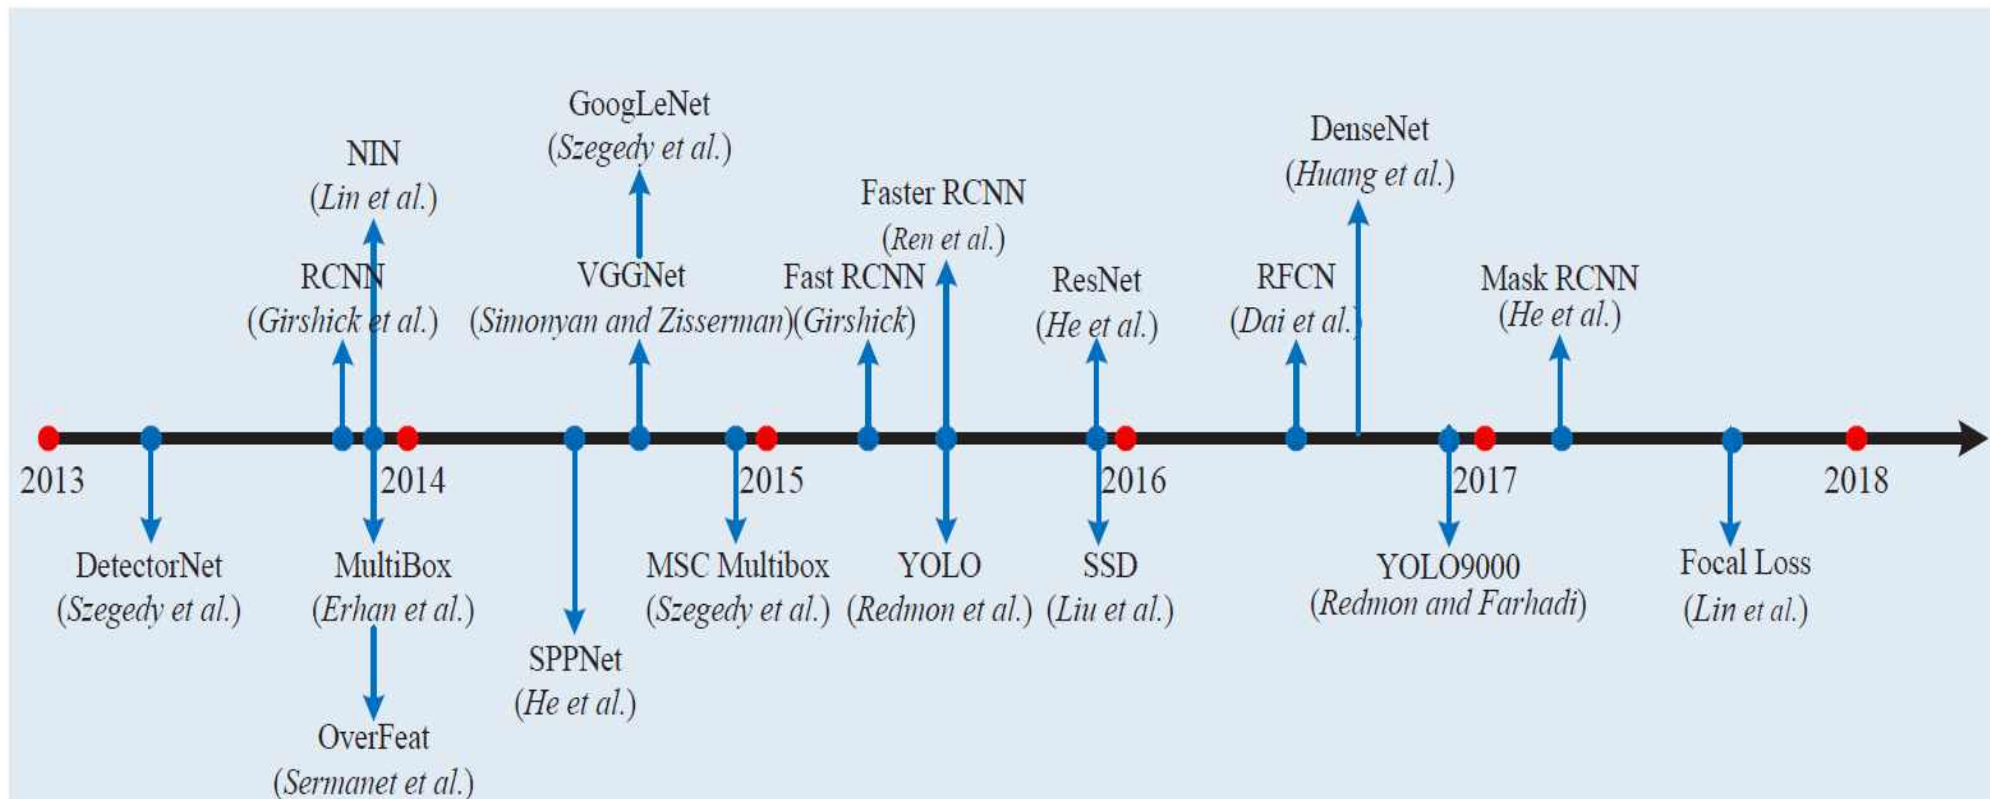 GoogLeNet
(Szegedy et al.)
NIN
(Lin et al.)
DenseNet
(Huang et al.)
Faster RCNN
(Ren et al.)
RCNN
(Girshick et al.)
VGGNet
(Simonyan and Zisserman)
Fast RCNN
(Girshick)
ResNet
(He et al.)
RFCN
(Dai et al.)
Mask RCNN
(He et al.)
2013
2014
2015
2016
2017
2018
DetectorNet
(Szegedy et al.)
MultiBox
(Erhan et al.)
MSC Multibox
(Szegedy et al.)
YOLO
(Redmon et al.)
SSD
(Liu et al.)
YOLO9000
(Redmon and Farhadi)
Focal Loss
(Lin et al.)
SPPNet
(He et al.)
OverFeat
(Sermanet et al.)